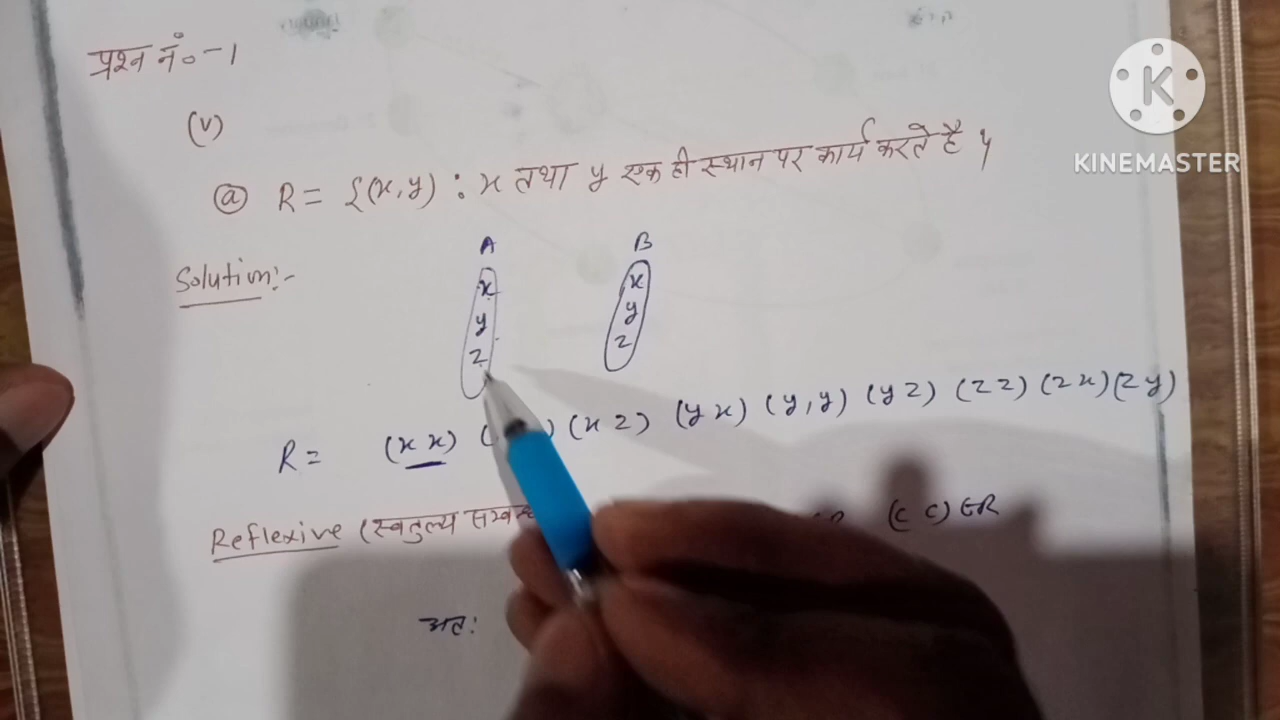 प्रश्न नं०-1
K
KINEMASTER
(v)
(a) R = {(x,y) : x तथा y एक ही स्थान पर कार्य करते है }
Solution:-
A B
x x
y y
z z
R = (x x) ( ) (x z) (y x) (y,y) (y z) (z z) (z x) (z y)
Reflexive (स्वतुल्य (c c) ∈R
अतः